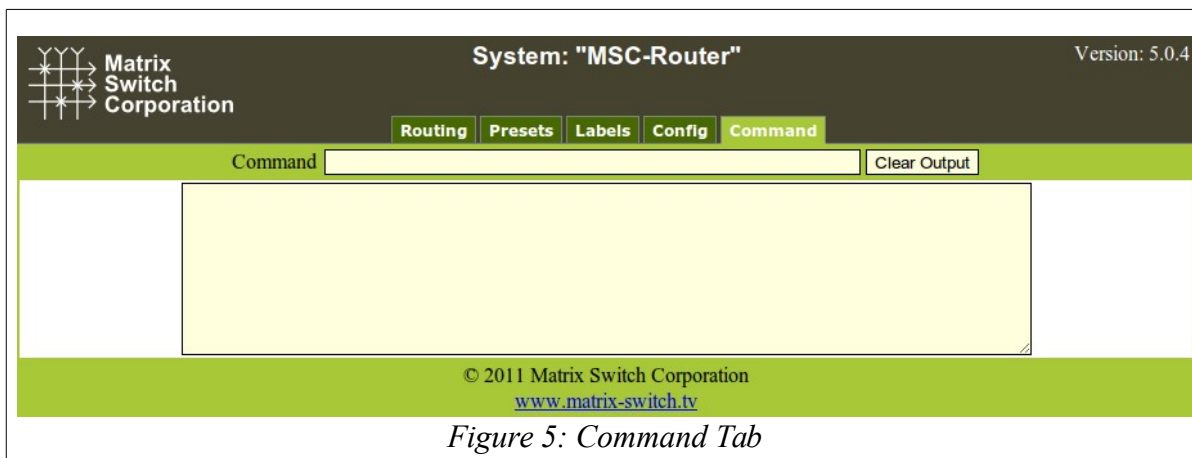 Matrix
Switch
Corporation
System: "MSC-Router"
Version: 5.0.4
Routing Presets Labels Config Command
Command Clear Output
© 2011 Matrix Switch Corporation
www.matrix-switch.tv
Figure 5: Command Tab